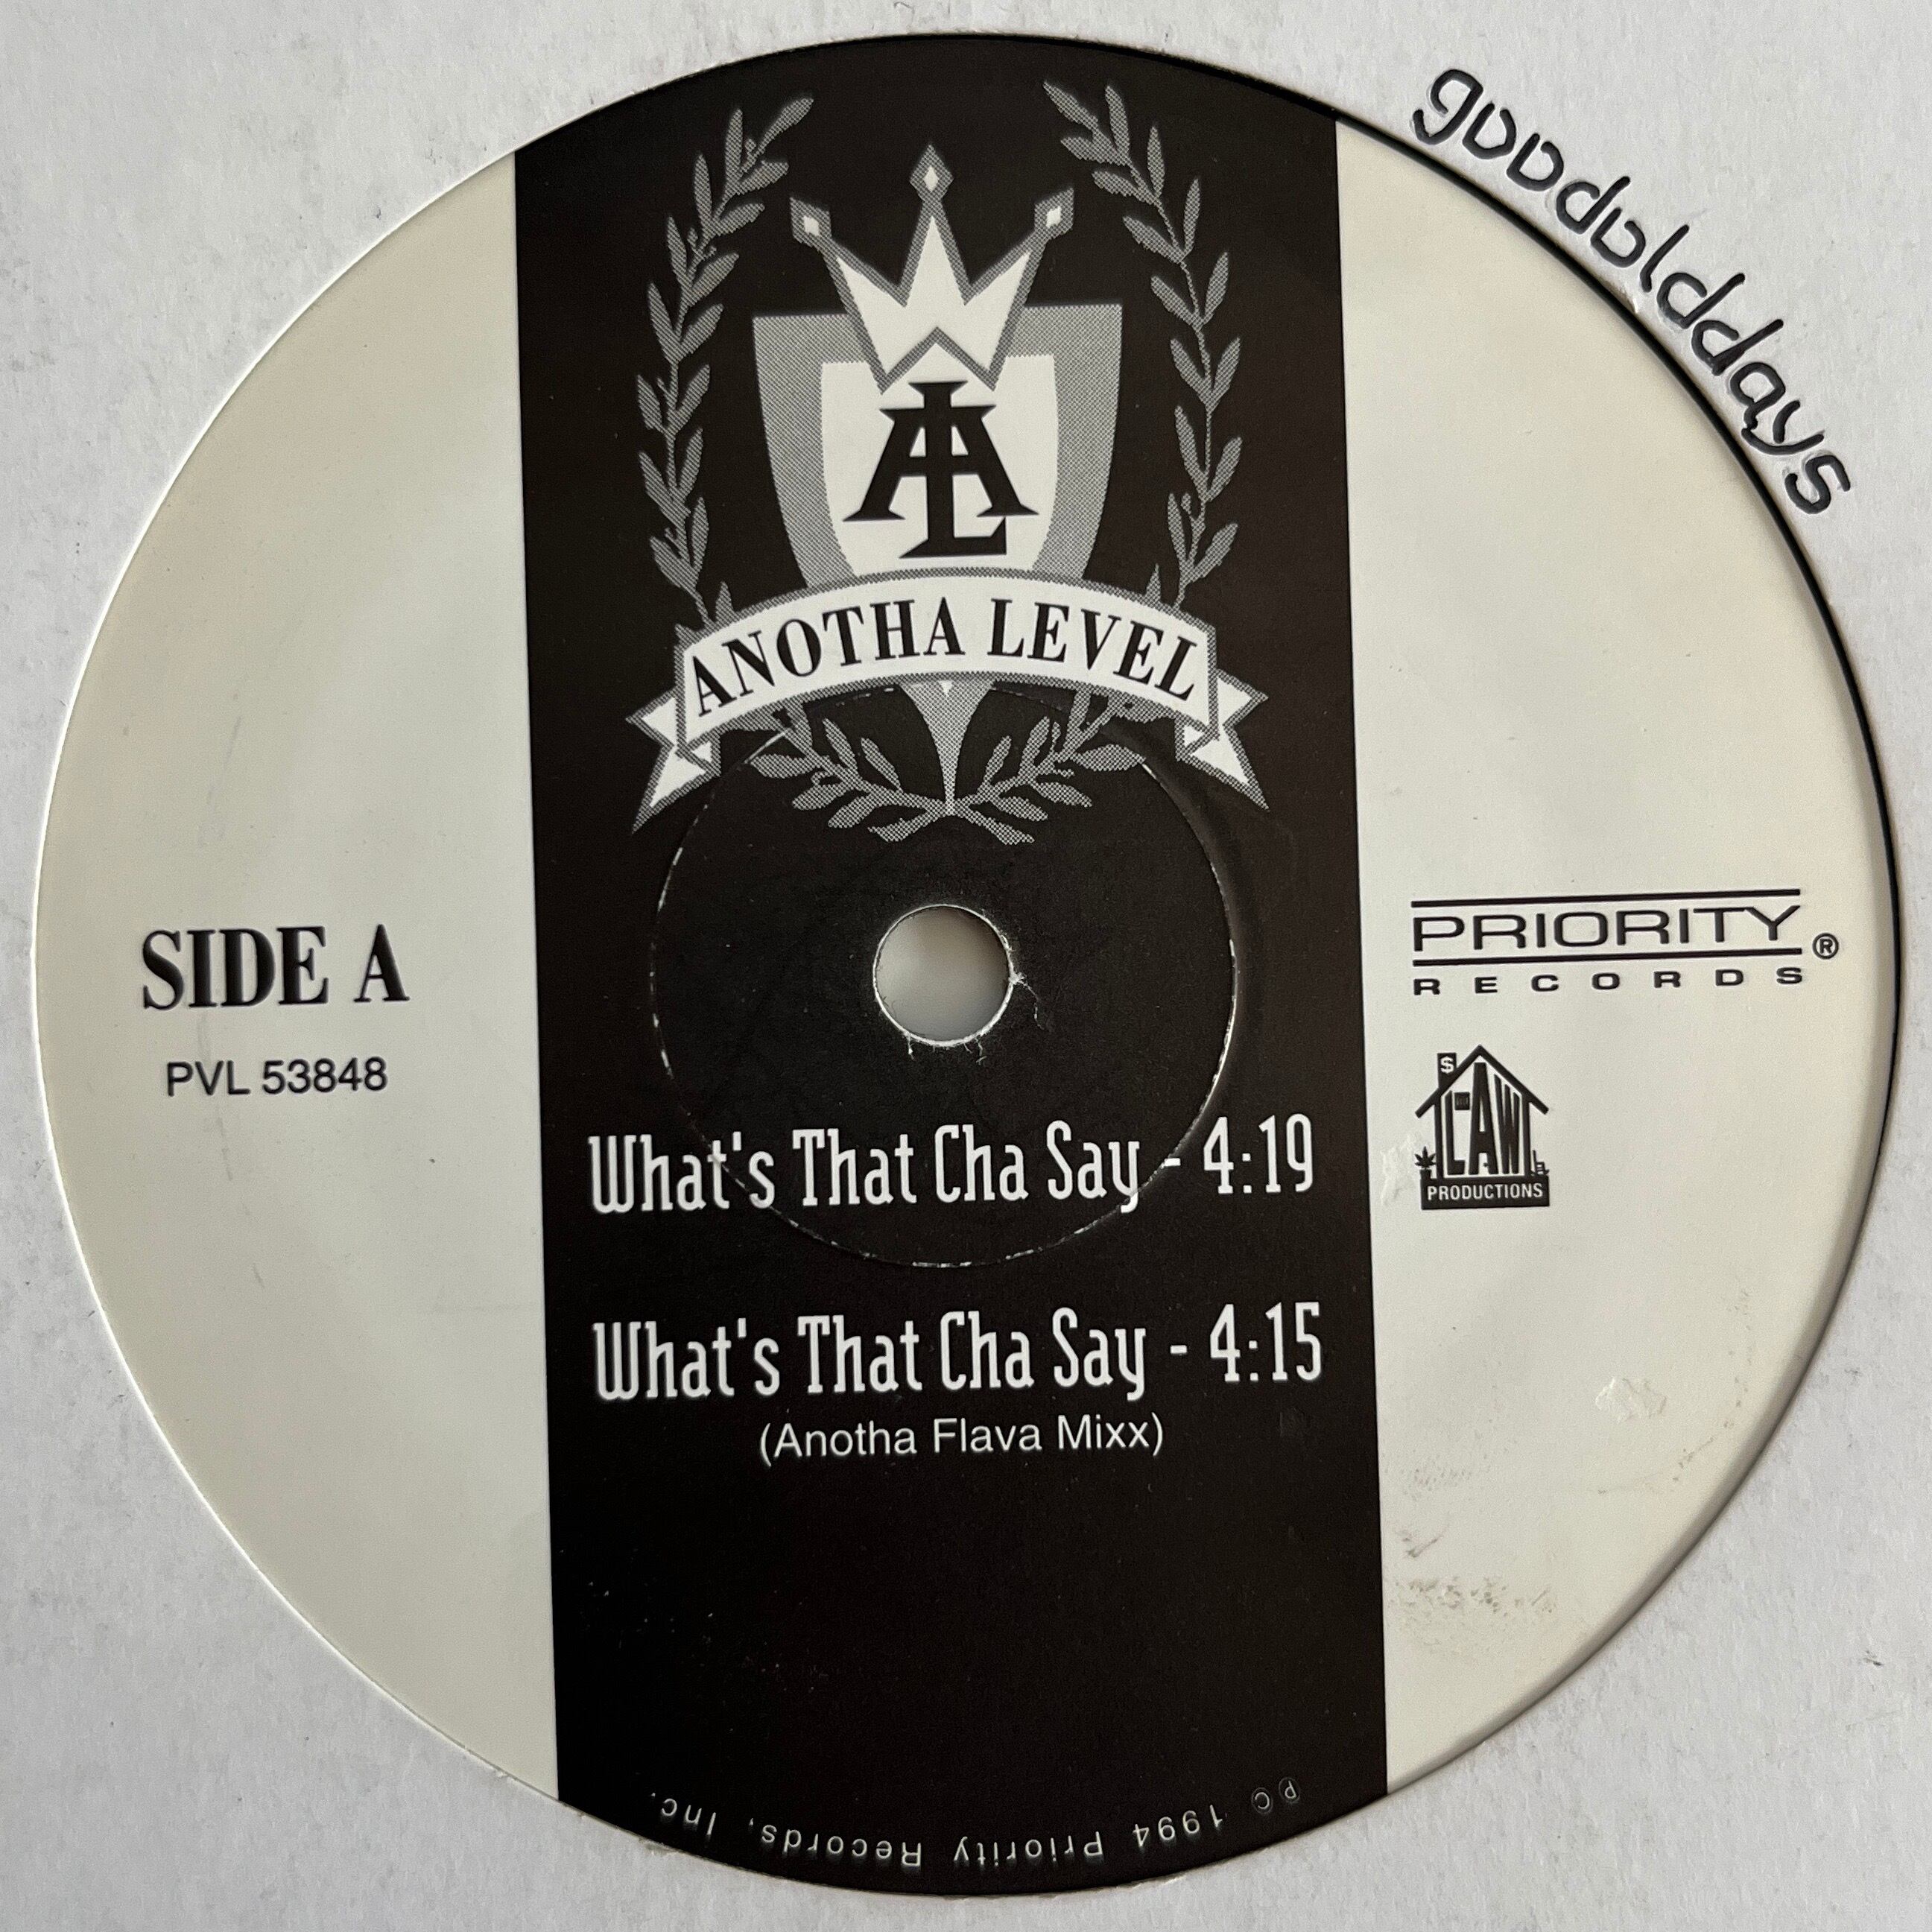 goodolddays
AL
ANOTHA LEVEL
SIDE A
PVL 53848
PRIORITY®
RECORDS
$
LAW
PRODUCTIONS
What's That Cha Say - 4:19
What's That Cha Say - 4:15
(Anotha Flava Mixx)
℗© 1994 Priority Records, Inc.